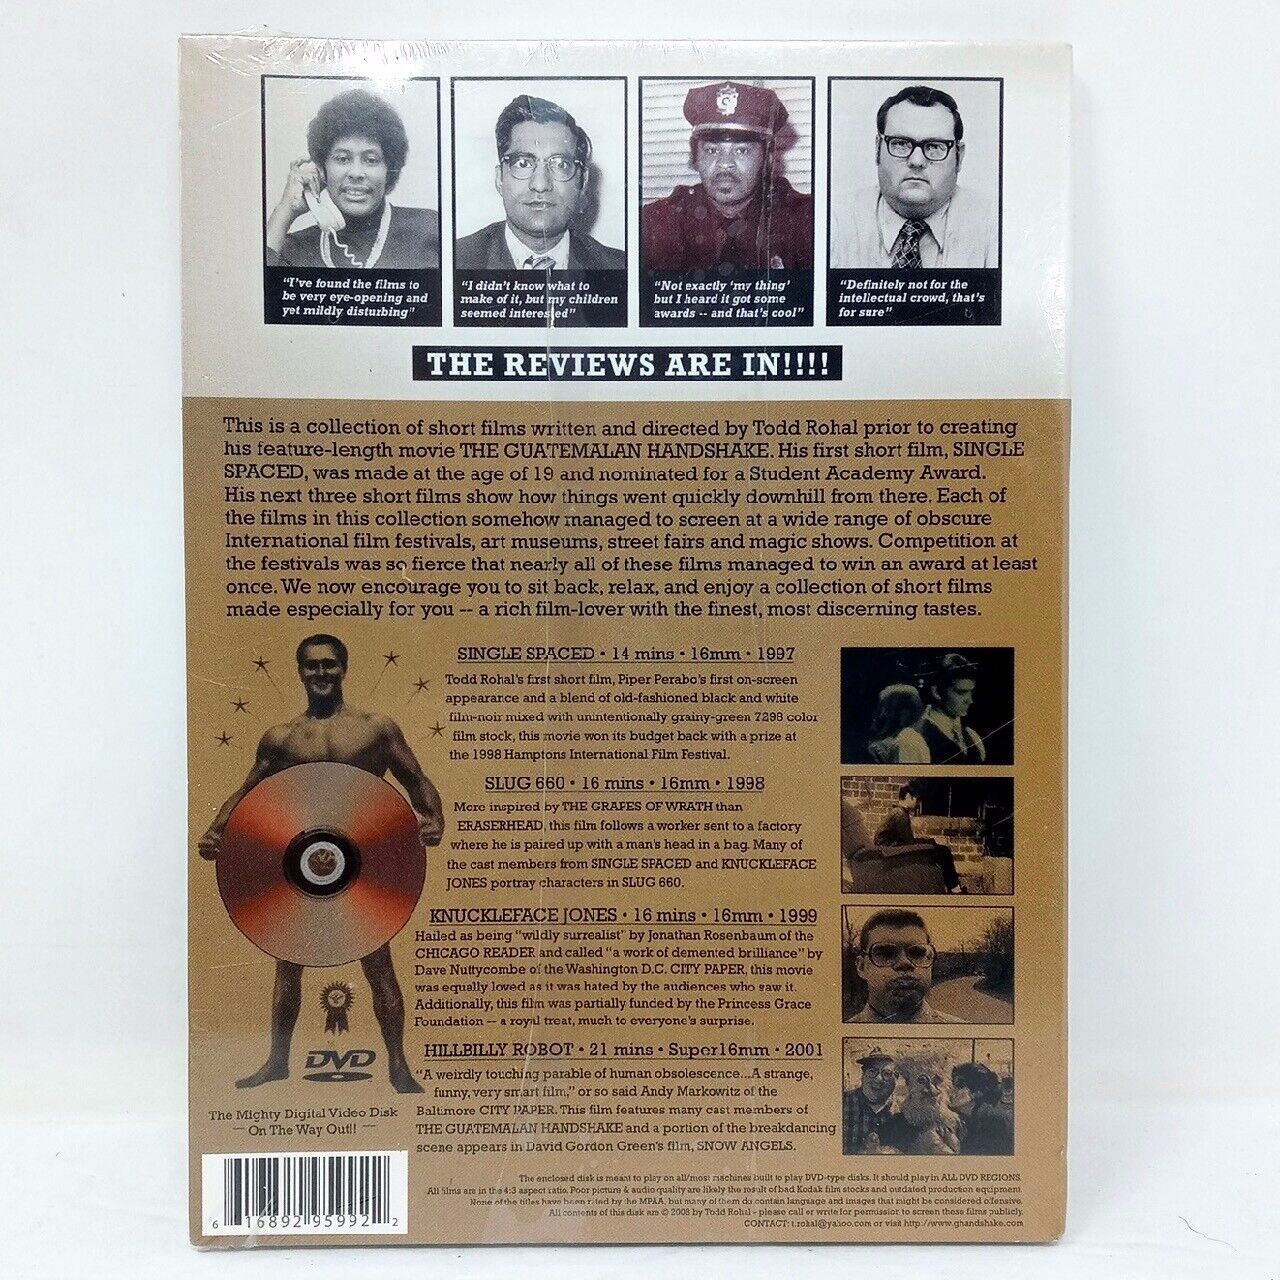 "I've found the films to
be very eye-opening and
yet mildly disturbing"
"I didn't know what to
make of it, but my children
seemed interested"
"Not exactly 'my thing'
but I heard it got some
awards -- and that's cool"
"Definitely not for the
intellectual crowd, that's
for sure"
THE REVIEWS ARE IN!!!!
This is a collection of short films written and directed by Todd Rohal prior to creating
his feature-length movie THE GUATEMALAN HANDSHAKE. His first short film, SINGLE
SPACED, was made at the age of 19 and nominated for a Student Academy Award.
His next three short films show how things went quickly downhill from there. Each of
the films in this collection somehow managed to screen at a wide range of obscure
International film festivals, art museums, street fairs and magic shows. Competition at
the festivals was so fierce that nearly all of these films managed to win an award at least
once. We now encourage you to sit back, relax, and enjoy a collection of short films
made especially for you -- a rich film-lover with the finest, most discerning tastes.
SINGLE SPACED • 14 mins • 16mm • 1997
Todd Rohal's first short film, Piper Perabo's first on-screen
appearance and a blend of old-fashioned black and white
film-noir mixed with unintentionally grainy-green 7298 color
film stock, this movie won its budget back with a prize at
the 1998 Hamptons International Film Festival.
SLUG 660 • 16 mins • 16mm • 1998
More inspired by THE GRAPES OF WRATH than
ERASERHEAD, this film follows a worker sent to a factory
where he is paired up with a man's head in a bag. Many of
the cast members from SINGLE SPACED and KNUCKLEFACE
JONES portray characters in SLUG 660.
KNUCKLEFACE JONES • 16 mins • 16mm • 1999
Hailed as being "wildly surrealist" by Jonathan Rosenbaum of the
CHICAGO READER and called "a work of demented brilliance" by
Dave Nuttycombe of the Washington D.C. CITY PAPER, this movie
was equally loved as it was hated by the audiences who saw it.
Additionally, this film was partially funded by the Princess Grace
Foundation -- a royal treat, much to everyone's surprise.
HILLBILLY ROBOT • 21 mins • Super16mm • 2001
"A weirdly touching parable of human obsolescence...A strange,
funny, very smart film," or so said Andy Markowitz of the
Baltimore CITY PAPER. This film features many cast members of
THE GUATEMALAN HANDSHAKE and a portion of the breakdancing
scene appears in David Gordon Green's film, SNOW ANGELS.
DVD
The Mighty Digital Video Disk
— On The Way Out!! —
6 16892 95992 2
The enclosed disk is meant to play on all/most machines built to play DVD-type disks. It should play in ALL DVD REGIONS.
All films are in the 4:3 aspect ratio. Poor picture & audio quality are likely the result of bad Kodak film stocks and outdated production equipment.
None of the titles have been rated by the MPAA, but many of them do contain language and images that might be considered offensive.
All contents of this disk are © 2008 by Todd Rohal - please call or write for permission to screen these films publicly.
CONTACT: t.rohal@yahoo.com or visit http://www.ghandshake.com